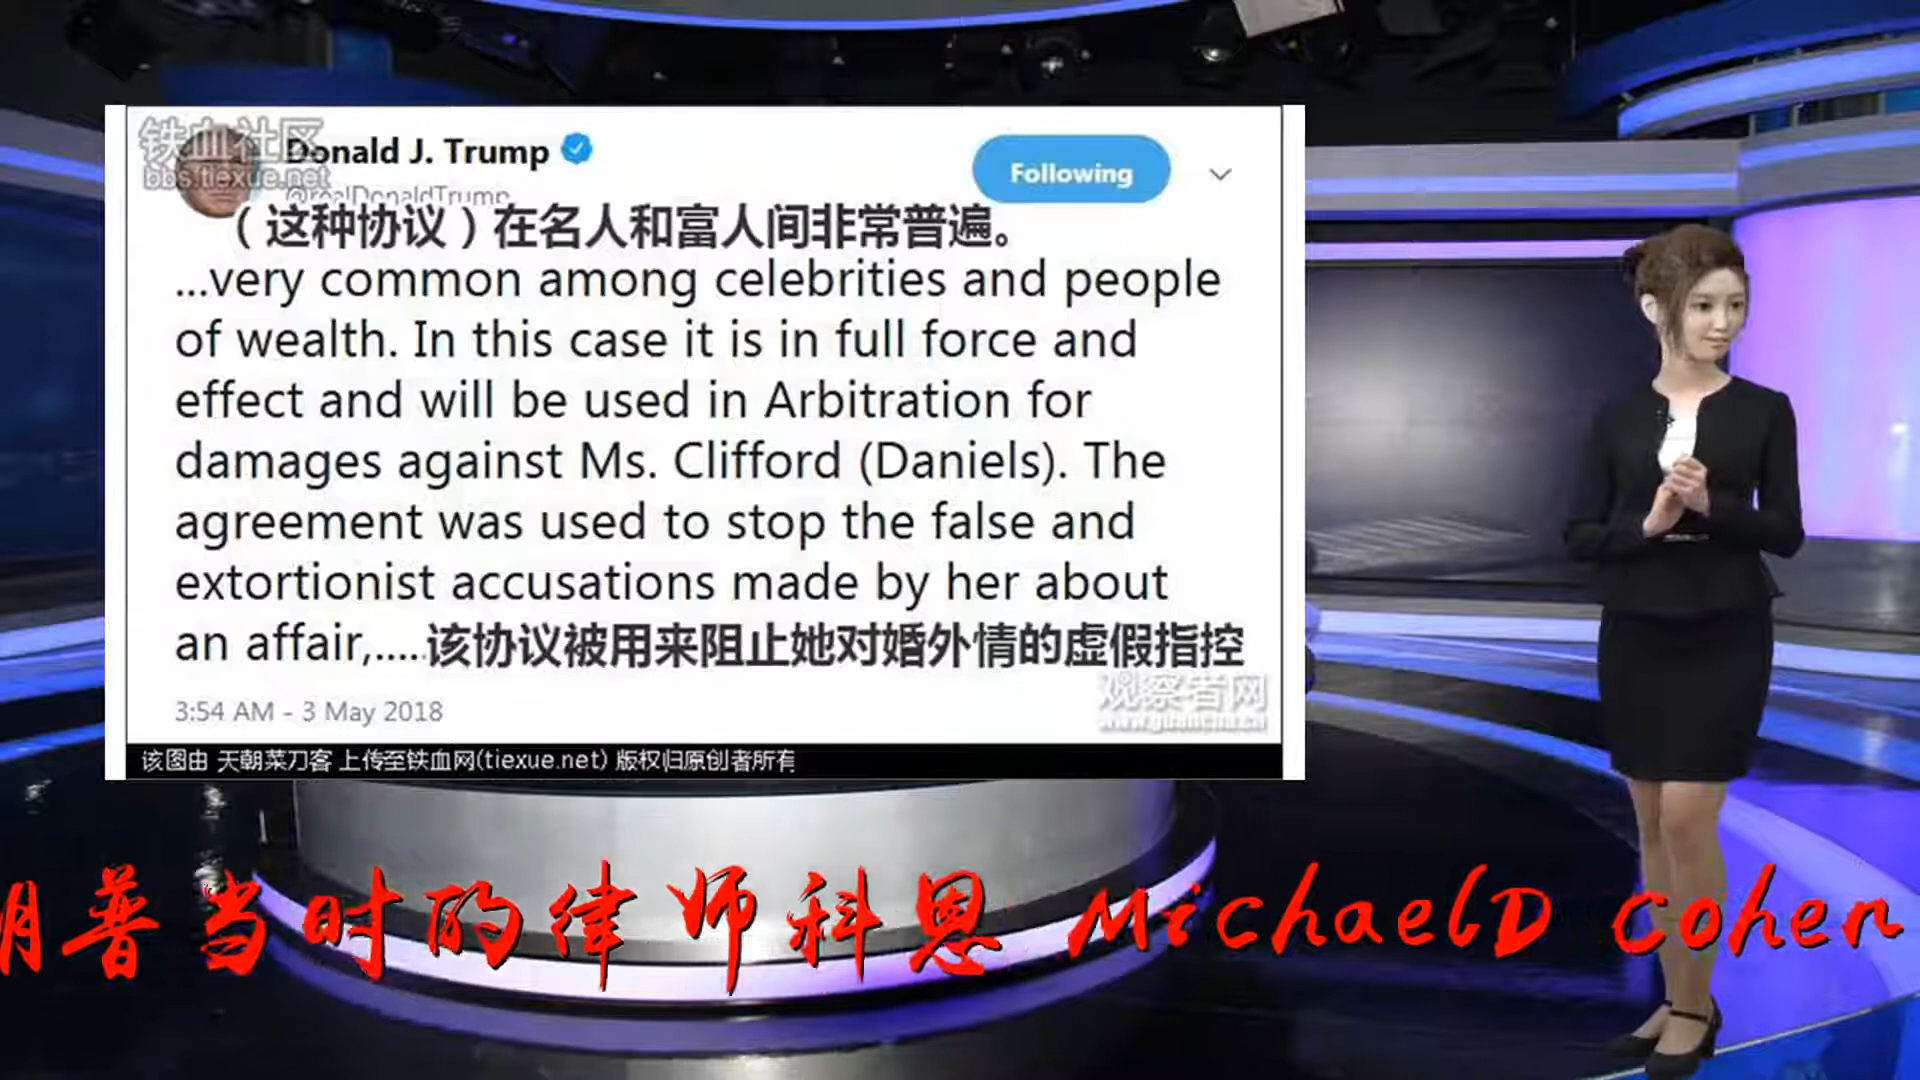 铁血社区
bbs.tiexue.net
Donald J. Trump
@realDonaldTrump
Following
（这种协议）在名人和富人间非常普遍。
...very common among celebrities and people
of wealth. In this case it is in full force and
effect and will be used in Arbitration for
damages against Ms. Clifford (Daniels). The
agreement was used to stop the false and
extortionist accusations made by her about
an affair,.....该协议被用来阻止她对婚外情的虚假指控
3:54 AM - 3 May 2018
观察者网
www.guancha.cn
该图由 天朝菜刀客 上传至铁血网(tiexue.net) 版权归原创者所有
朗普当时的律师科恩 MichaelD Cohen